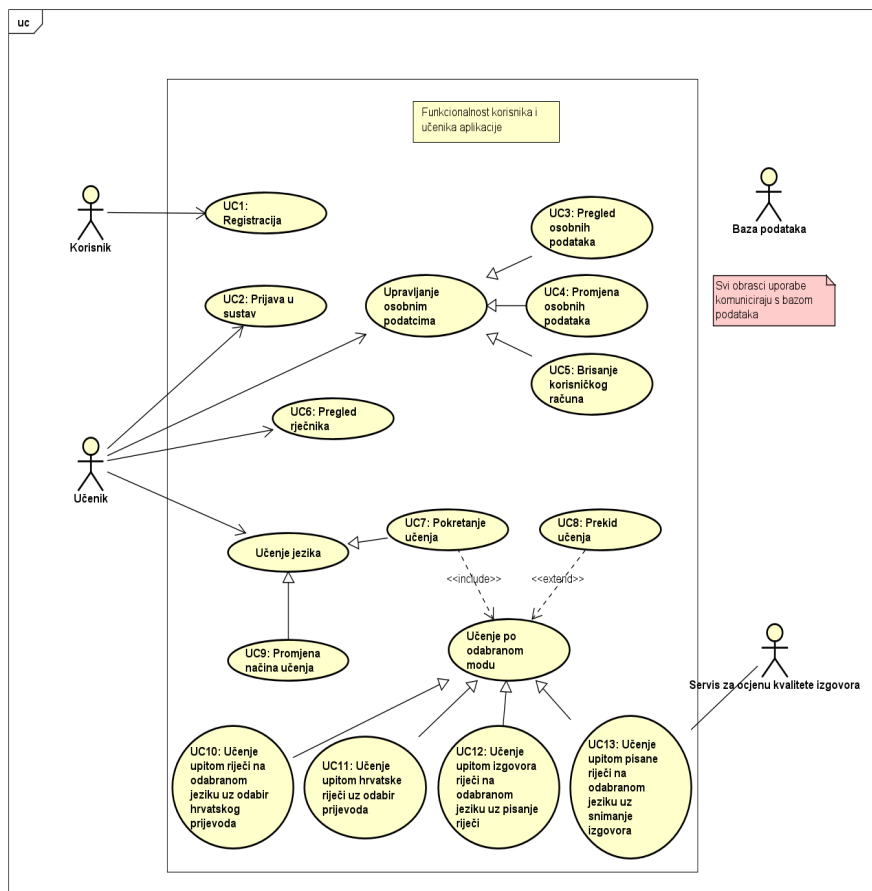 uc
Funkcionalnost korisnika i
učenika aplikacije
Korisnik
UC1:
Registracija
UC3: Pregled
osobnih
podataka
Baza podataka
UC2: Prijava u
sustav
Upravljanje
osobnim
podatcima
UC4: Promjena
osobnih
podataka
Svi obrasci uporabe
komuniciraju s bazom
podataka
UC5: Brisanje
korisničkog
računa
UC6: Pregled
rječnika
Učenik
Učenje jezika
UC7: Pokretanje
učenja
UC8: Prekid
učenja
<<include>>
<<extend>>
UC9: Promjena
načina učenja
Učenje po
odabranom
modu
Servis za ocjenu kvalitete izgovora
UC10: Učenje
upitom riječi na
odabranom
jeziku uz odabir
hrvatskog
prijevoda
UC11: Učenje
upitom hrvatske
riječi uz odabir
prijevoda
UC12: Učenje
upitom izgovora
riječi na
odabranom
jeziku uz pisanje
riječi
UC13: Učenje
upitom pisane
riječi na
odabranom
jeziku uz
snimanje
izgovora